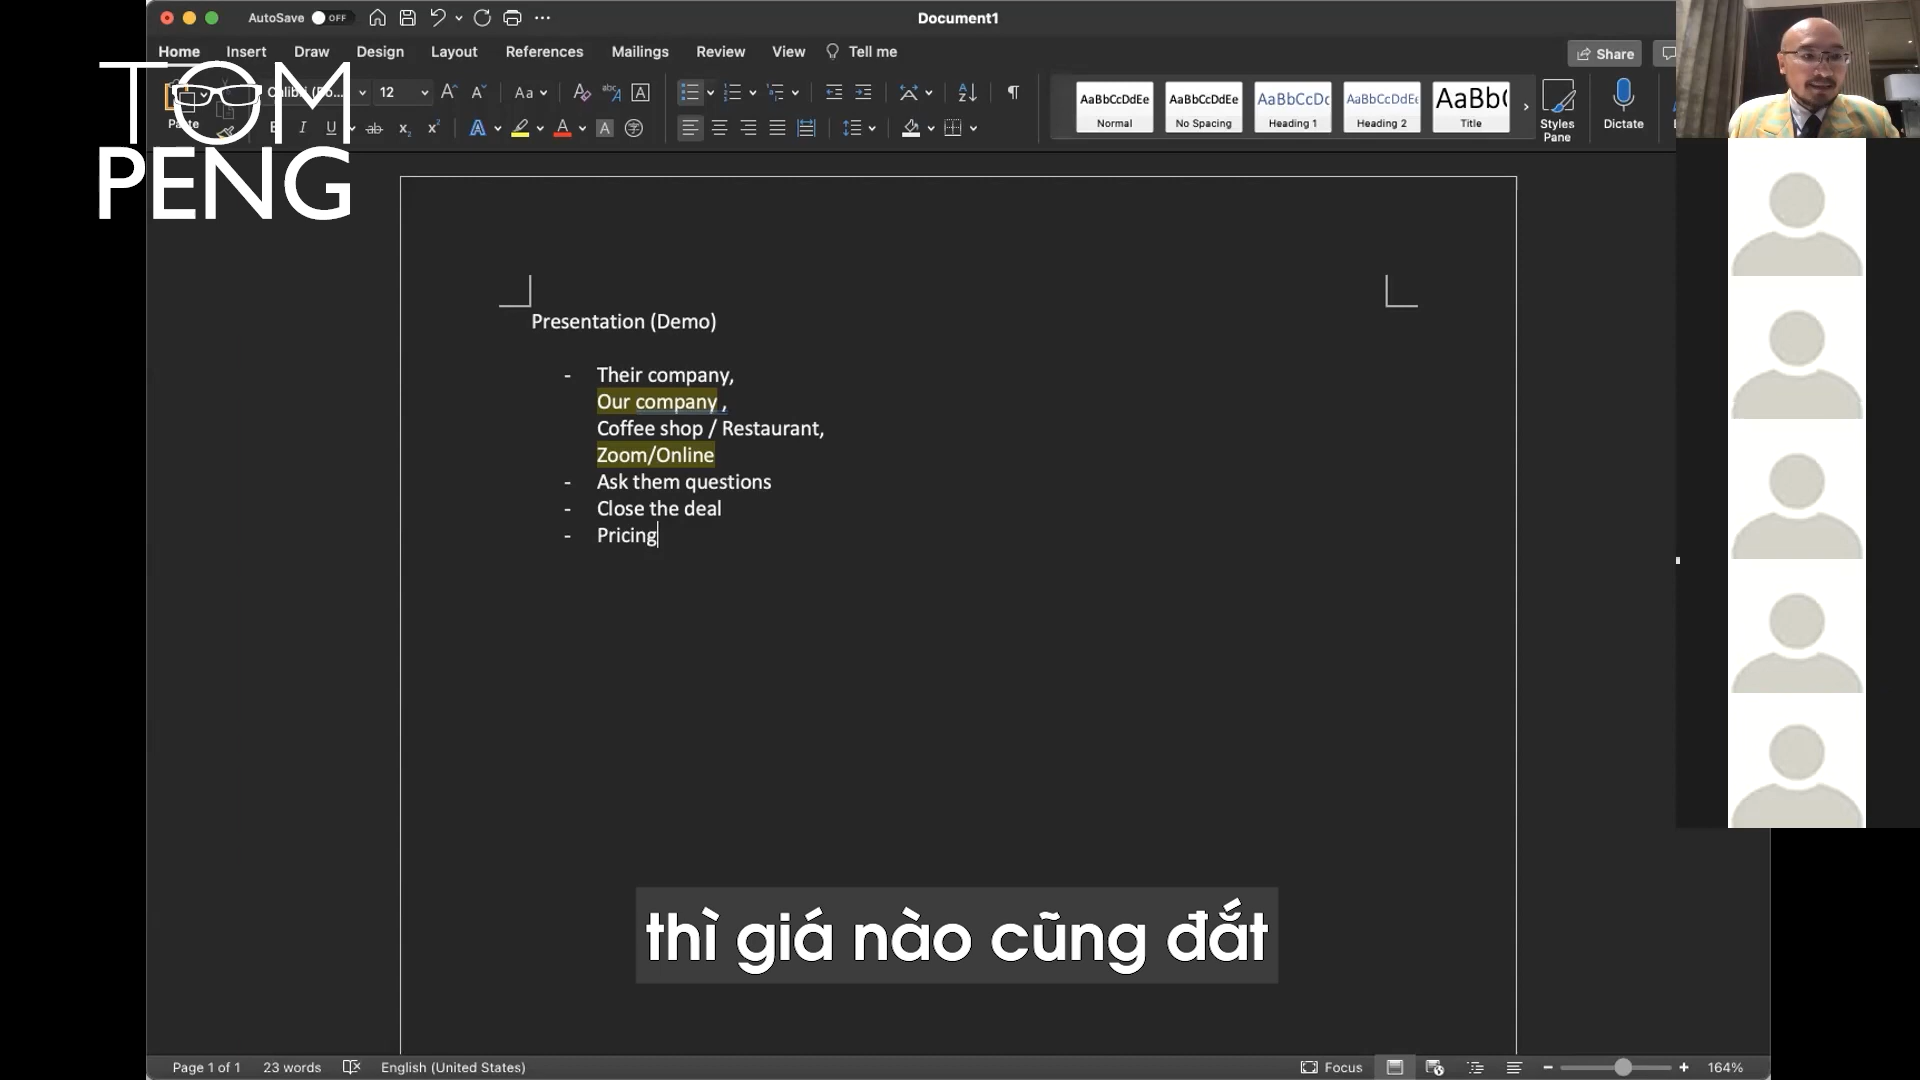 AutoSave OFF
Document1
Home Insert Draw Design Layout References Mailings Review View Tell me
Share
TOM
PENG
12
Aa
AaBbCcDdEe AaBbCcDdEe AaBbCcDc AaBbCcDdEe AaBb(
Normal No Spacing Heading 1 Heading 2 Title
Styles Pane
Dictate
Paste
Presentation (Demo)
- Their company,
Our company ,
Coffee shop / Restaurant,
Zoom/Online
- Ask them questions
- Close the deal
- Pricing
thì giá nào cũng đắt
Page 1 of 1 23 words English (United States) Focus 164%